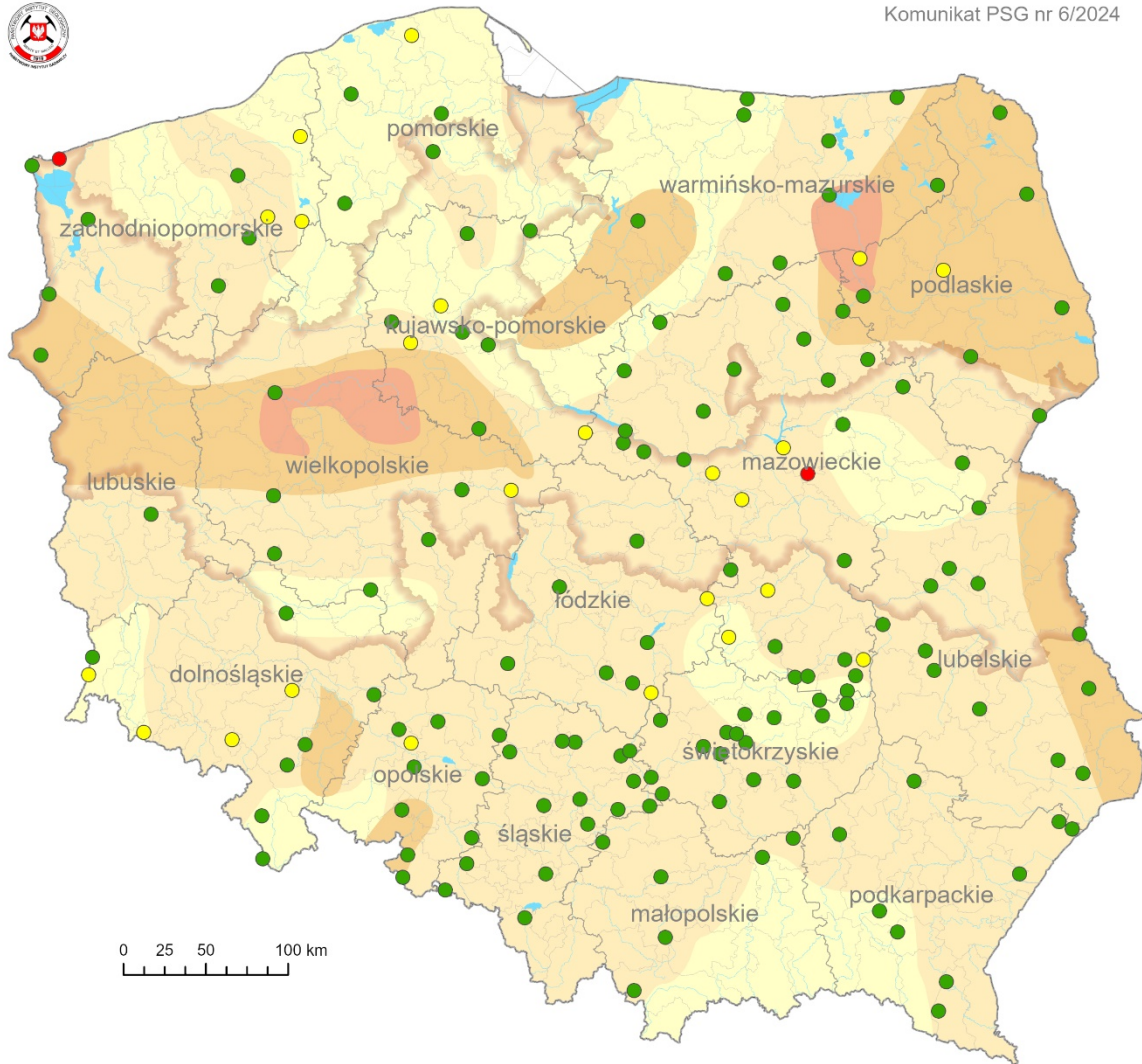 Komunikat PSG nr 6/2024
1919
pomorskie
warmińsko-mazurskie
zachodniopomorskie
podlaskie
kujawsko-pomorskie
mazowieckie
wielkopolskie
lubuskie
łódzkie
lubelskie
dolnośląskie
świętokrzyskie
opolskie
śląskie
podkarpackie
małopolskie
0 25 50 100 km